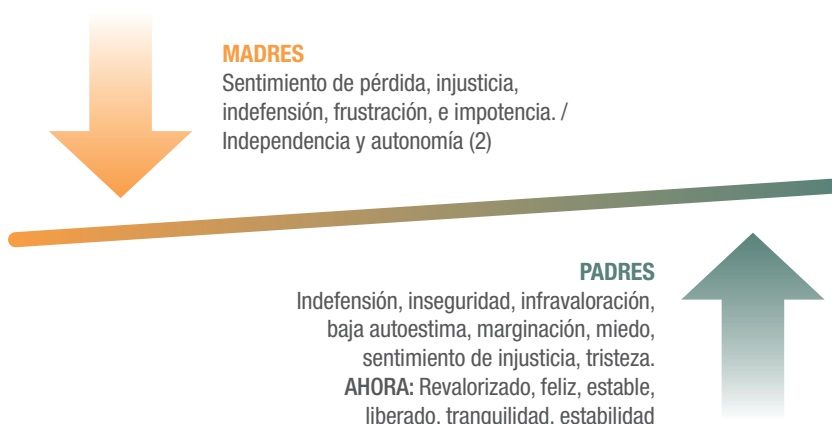 MADRES
Sentimiento de pérdida, injusticia,
indefensión, frustración, e impotencia. /
Independencia y autonomía (2)
PADRES
Indefensión, inseguridad, infravaloración,
baja autoestima, marginación, miedo,
sentimiento de injusticia, tristeza.
AHORA: Revalorizado, feliz, estable,
liberado, tranquilidad, estabilidad